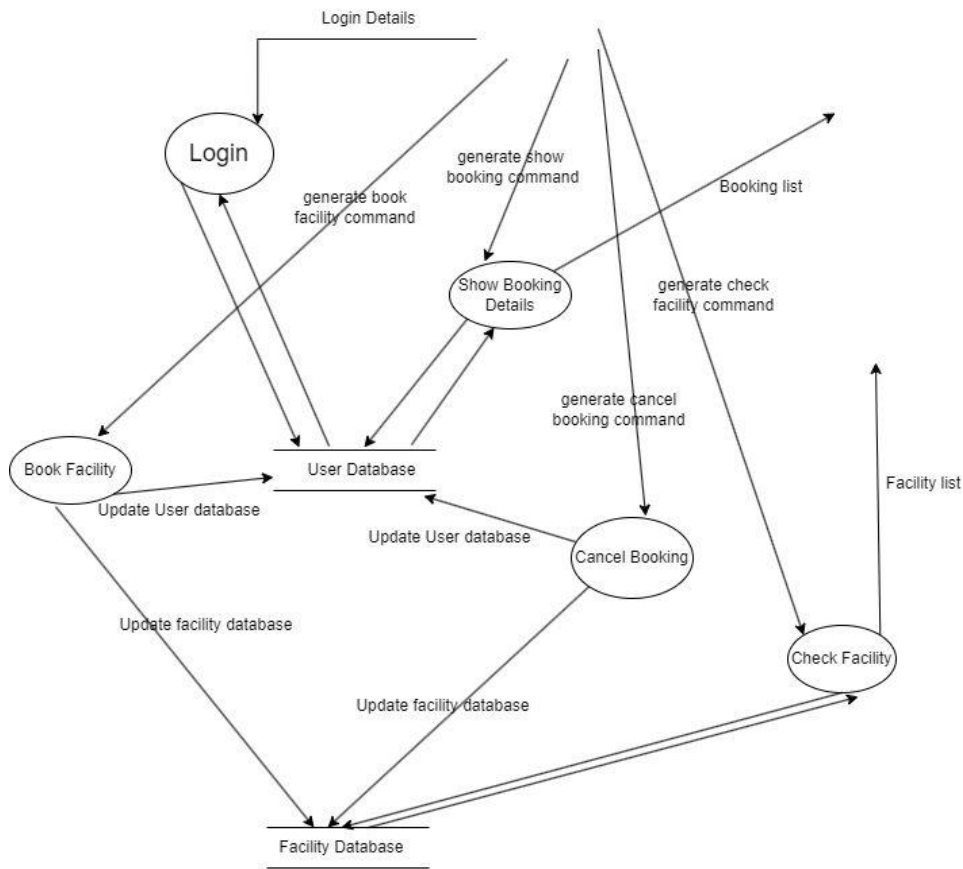 Login Details
Login
generate show
booking command
generate book
facility command
Booking list
Show Booking
Details
generate check
facility command
generate cancel
booking command
Book Facility
User Database
Facility list
Update User database
Update User database
Cancel Booking
Update facility database
Check Facility
Update facility database
Facility Database